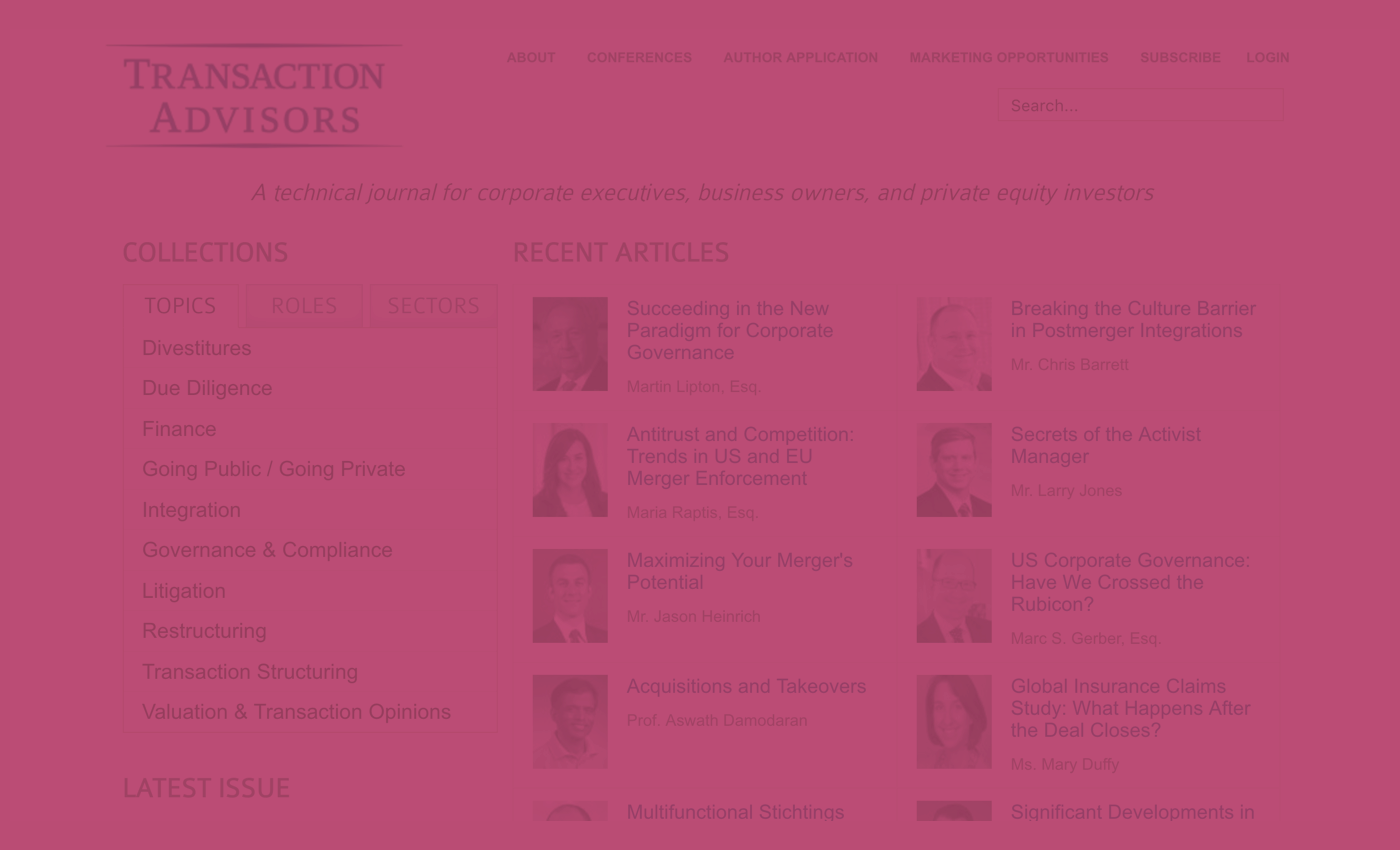 TRANSACTION
ADVISORS
ABOUT CONFERENCES AUTHOR APPLICATION MARKETING OPPORTUNITIES SUBSCRIBE LOGIN
Search...
A technical journal for corporate executives, business owners, and private equity investors
COLLECTIONS
TOPICS ROLES SECTORS
Divestitures
Due Diligence
Finance
Going Public / Going Private
Integration
Governance & Compliance
Litigation
Restructuring
Transaction Structuring
Valuation & Transaction Opinions
LATEST ISSUE
RECENT ARTICLES
Succeeding in the New
Paradigm for Corporate
Governance
Martin Lipton, Esq.
Breaking the Culture Barrier
in Postmerger Integrations
Mr. Chris Barrett
Antitrust and Competition:
Trends in US and EU
Merger Enforcement
Maria Raptis, Esq.
Secrets of the Activist
Manager
Mr. Larry Jones
Maximizing Your Merger's
Potential
Mr. Jason Heinrich
US Corporate Governance:
Have We Crossed the
Rubicon?
Marc S. Gerber, Esq.
Acquisitions and Takeovers
Prof. Aswath Damodaran
Global Insurance Claims
Study: What Happens After
the Deal Closes?
Ms. Mary Duffy
Multifunctional Stichtings
Significant Developments in